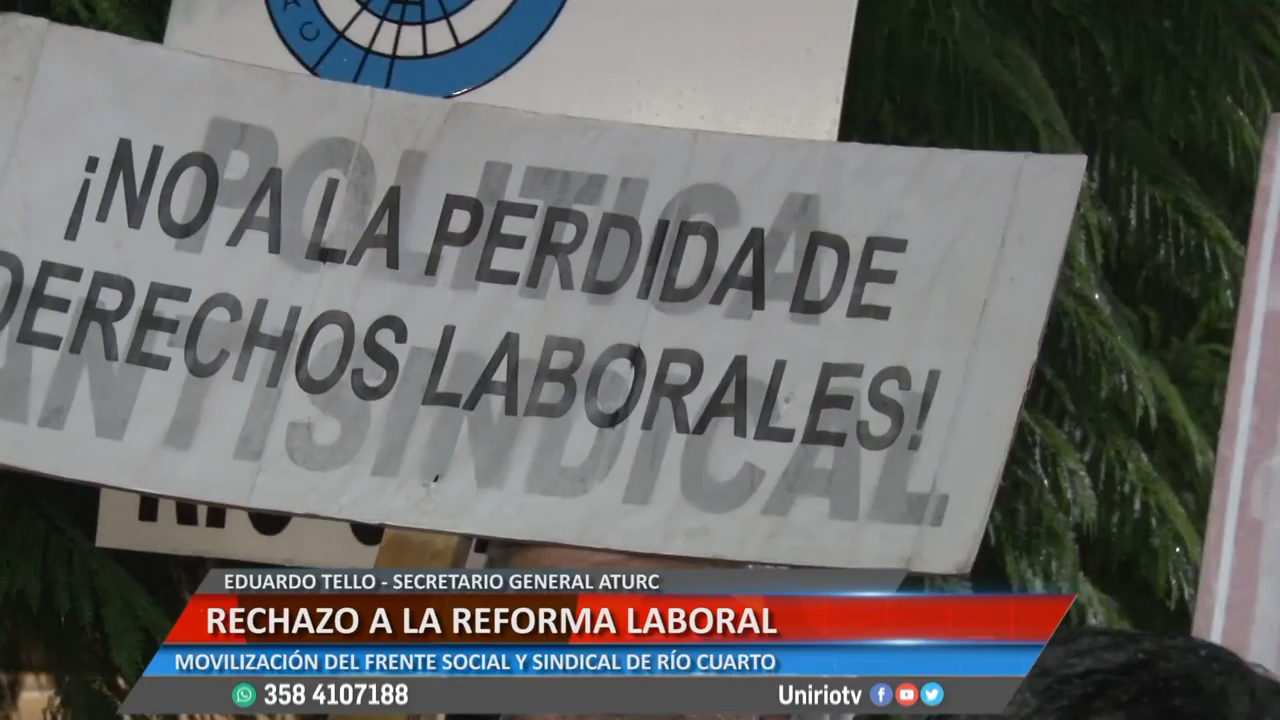 ¡NO A LA PERDIDA DE
DERECHOS LABORALES!
POLITICA
ANTISINDICAL
EDUARDO TELLO - SECRETARIO GENERAL ATURC
RECHAZO A LA REFORMA LABORAL
MOVILIZACIÓN DEL FRENTE SOCIAL Y SINDICAL DE RÍO CUARTO
358 4107188
Uniriotv